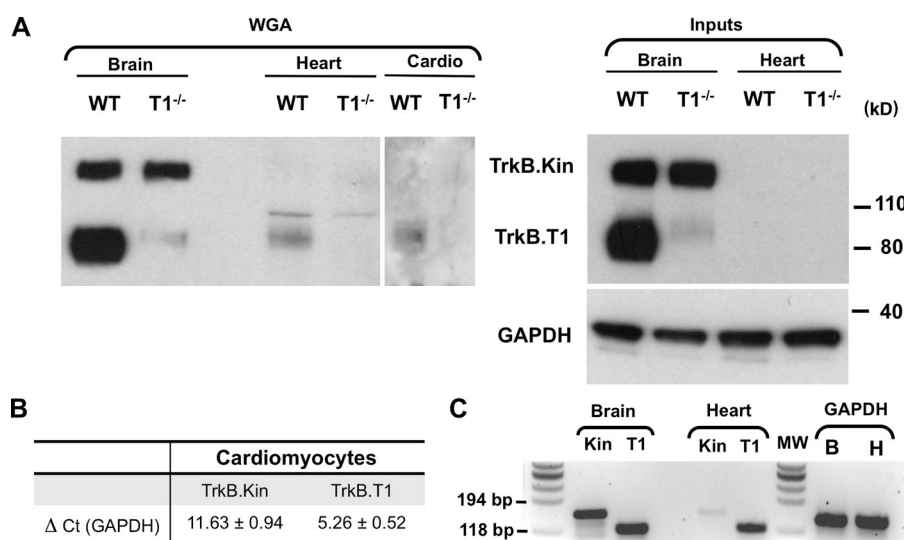 A
WGA
Inputs
Brain
Heart
Cardio
Brain
Heart
WT T1-/-
WT T1-/-
WT T1-/-
WT T1-/-
WT T1-/-
(kD)
TrkB.Kin
TrkB.T1
110
80
40
GAPDH
B
Cardiomyocytes
TrkB.Kin TrkB.T1
Δ Ct (GAPDH) 11.63 ± 0.94 5.26 ± 0.52
C
Brain
Heart
GAPDH
Kin T1
Kin T1
MW
B H
194 bp
118 bp